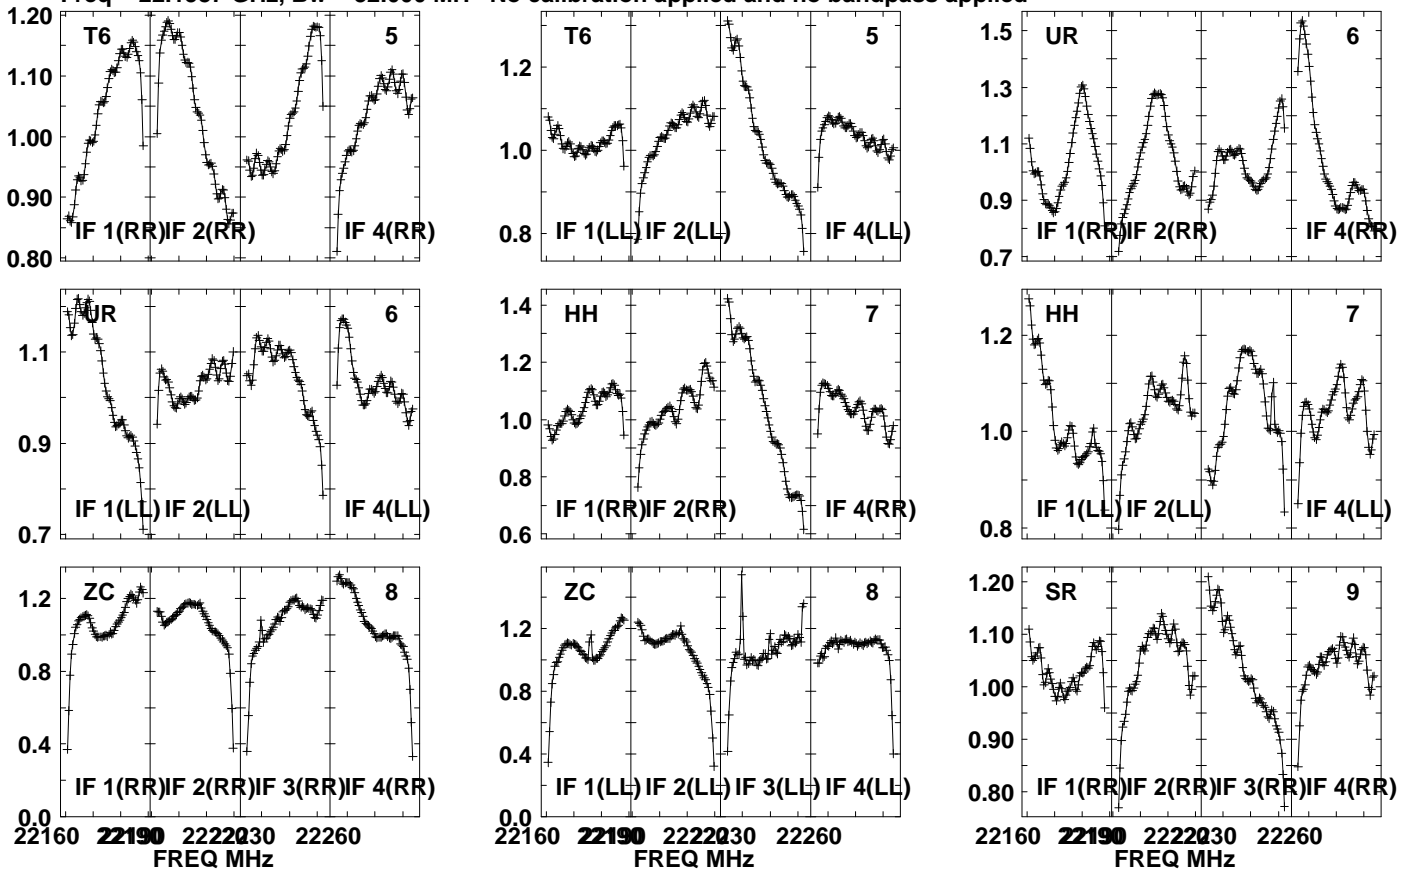 No calibration applied and no bandpass applied
T6 5
1.20
1.10
1.00
0.90
0.80
IF 1(RR) IF 2(RR) IF 4(RR)
T6 5
1.2
1.0
0.8
IF 1(LL) IF 2(LL) IF 4(LL)
UR 6
1.5
1.3
1.1
0.9
0.7
IF 1(RR) IF 2(RR) IF 4(RR)
UR 6
1.1
0.9
0.7
IF 1(LL) IF 2(LL) IF 4(LL)
HH 7
1.4
1.2
1.0
0.8
0.6
IF 1(RR) IF 2(RR) IF 4(RR)
HH 7
1.2
1.0
0.8
IF 1(LL) IF 2(LL) IF 4(LL)
ZC 8
1.2
0.8
0.4
0.0
IF 1(RR) IF 2(RR) IF 3(RR) IF 4(RR)
ZC 8
1.6
1.2
0.8
0.4
0.0
IF 1(LL) IF 2(LL) IF 3(LL) IF 4(LL)
SR 9
1.20
1.10
1.00
0.90
0.80
IF 1(RR) IF 2(RR) IF 3(RR) IF 4(RR)
22160 22190 22230 22260
FREQ MHz
22160 22190 22230 22260
FREQ MHz
22160 22190 22230 22260
FREQ MHz